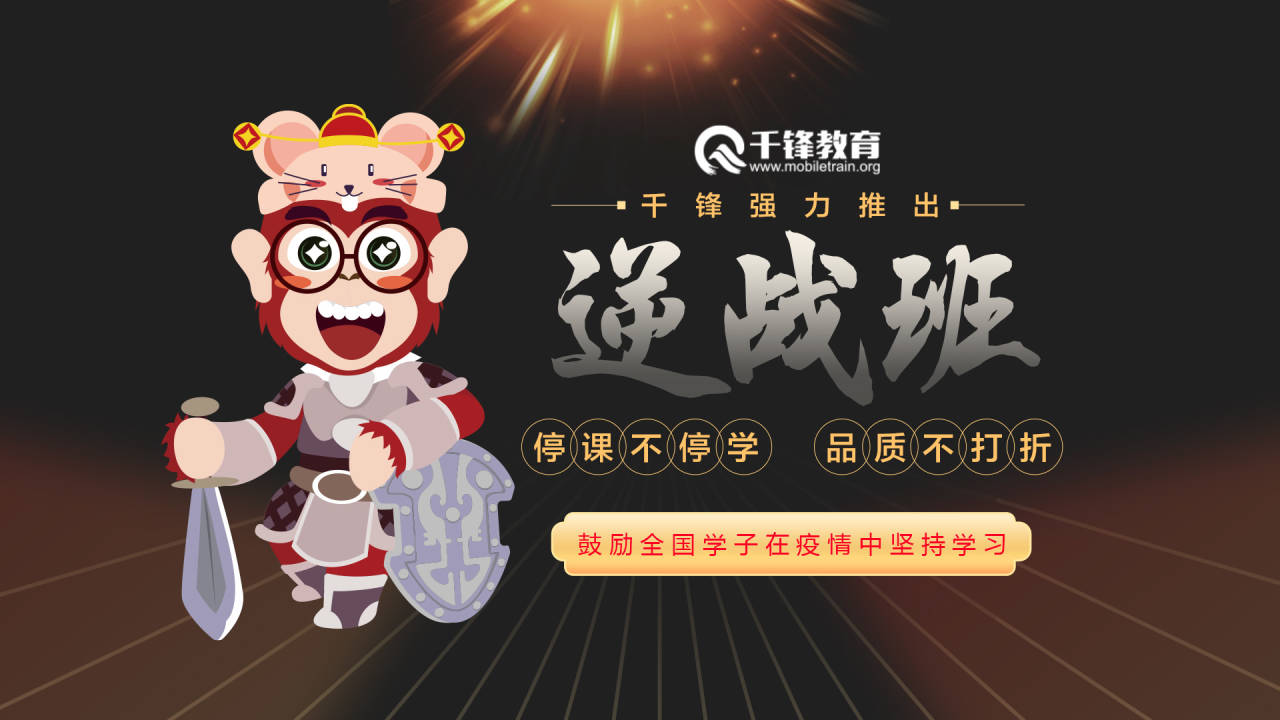 千锋教育
www.mobiletrain.org
千锋强力推出
逆战班
停课不停学 品质不打折
鼓励全国学子在疫情中坚持学习